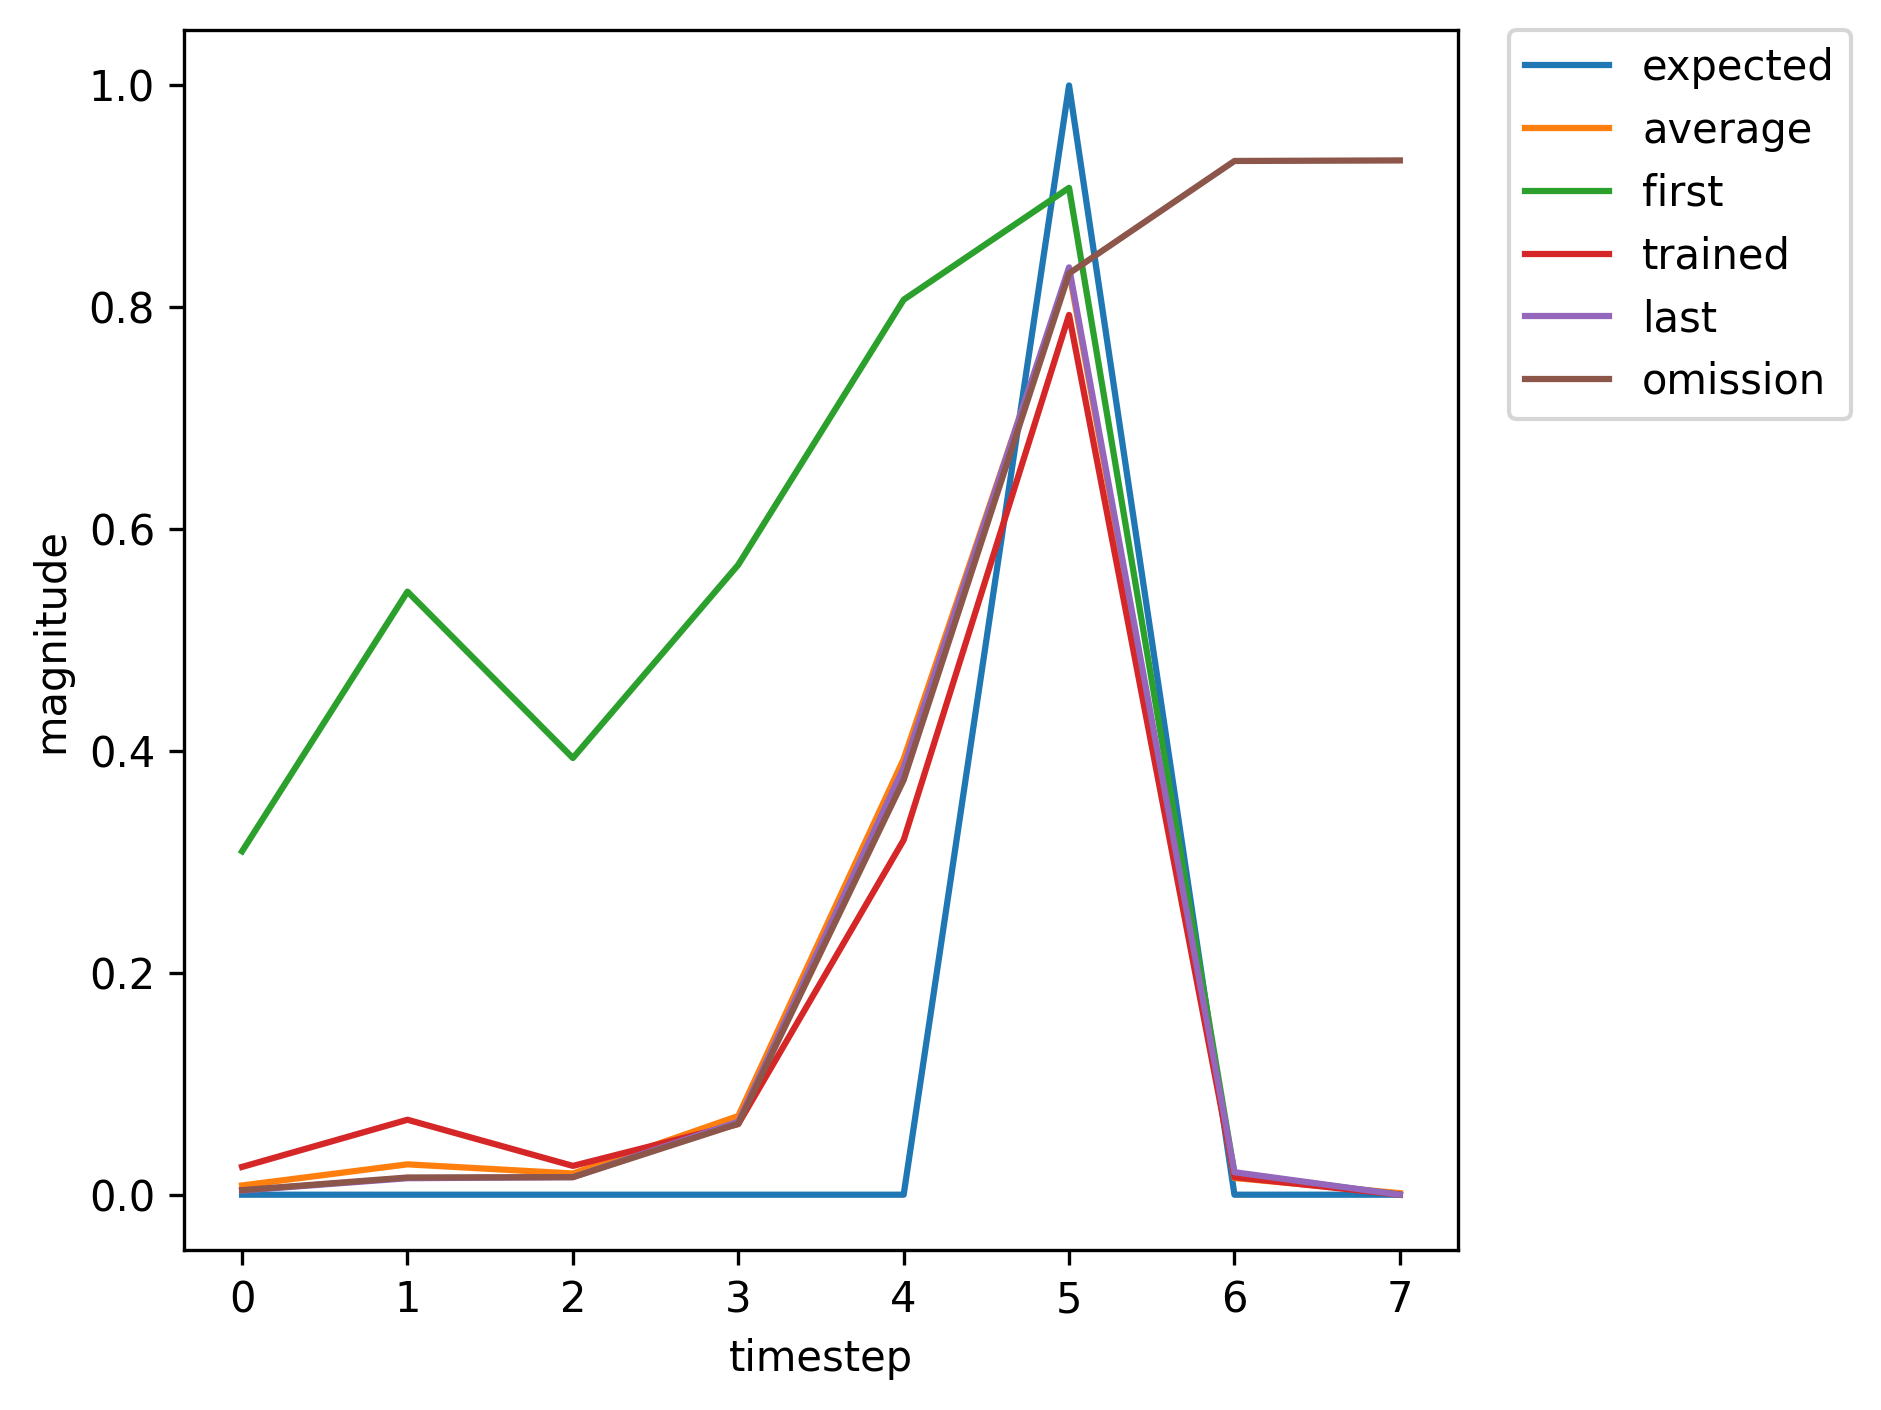 magnitude
1.0
0.8
0.6
0.4
0.2
0.0
0 1 2 3 4 5 6 7
timestep
expected
average
first
trained
last
omission